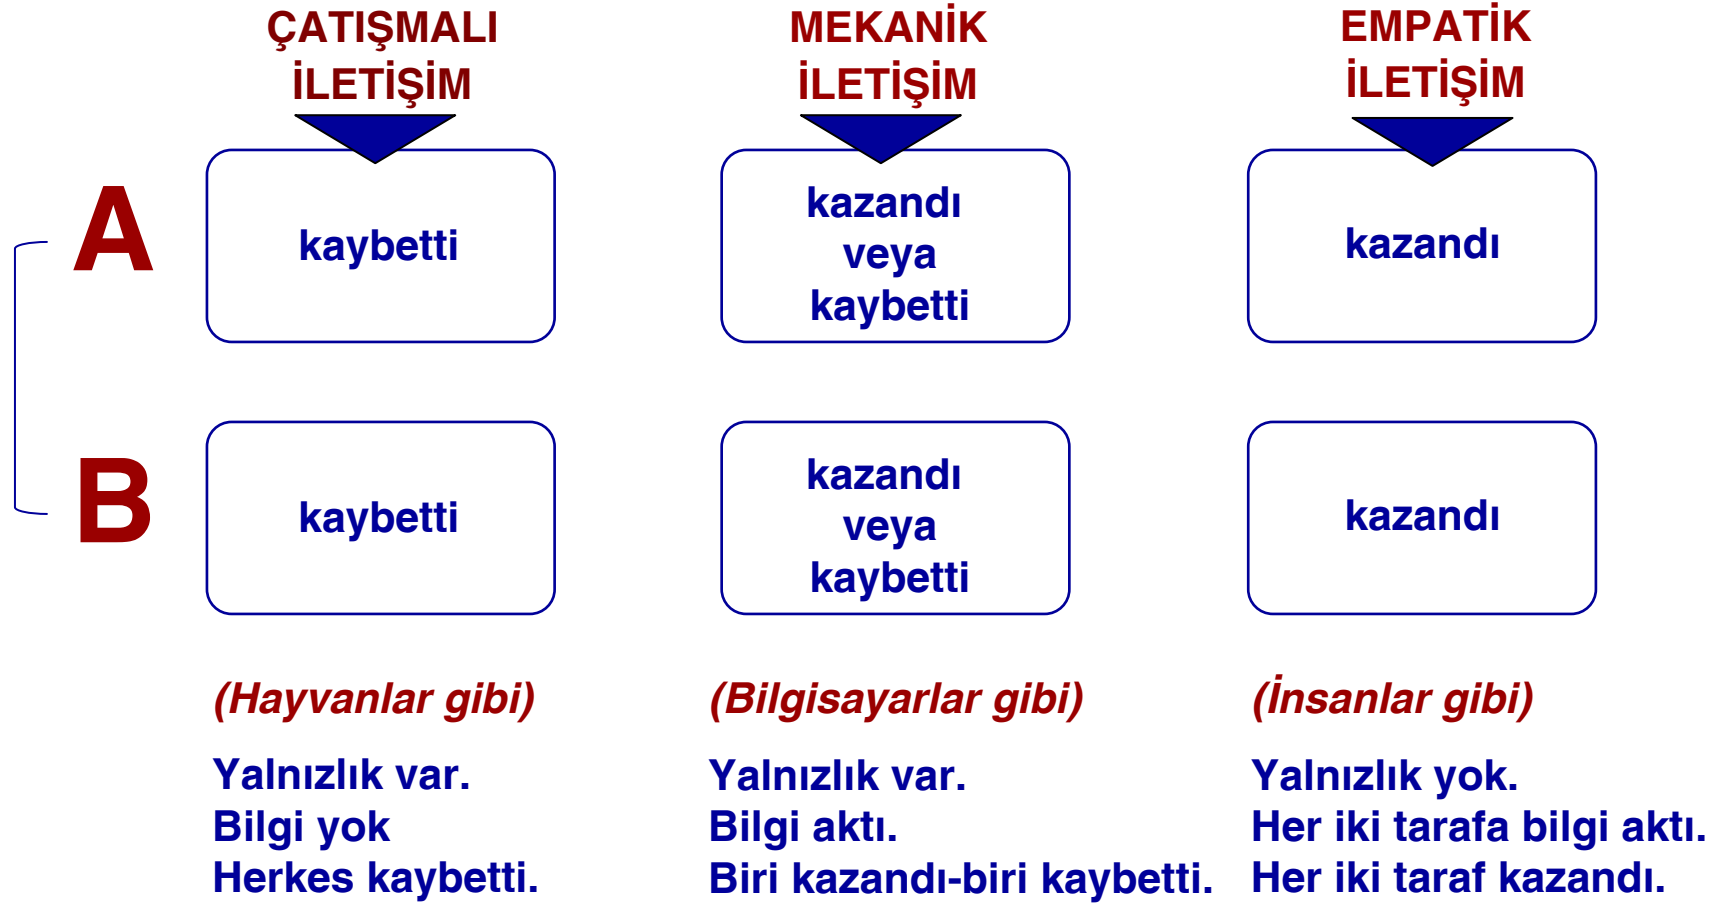 ÇATIŞMALI
İLETİŞİM
MEKANİK
İLETİŞİM
EMPATİK
İLETİŞİM
A
kaybetti
kazandı
veya
kaybetti
kazandı
B
kaybetti
kazandı
veya
kaybetti
kazandı
(Hayvanlar gibi)
Yalnızlık var.
Bilgi yok
Herkes kaybetti.
(Bilgisayarlar gibi)
Yalnızlık var.
Bilgi aktı.
Biri kazandı-biri kaybetti.
(İnsanlar gibi)
Yalnızlık yok.
Her iki tarafa bilgi aktı.
Her iki taraf kazandı.